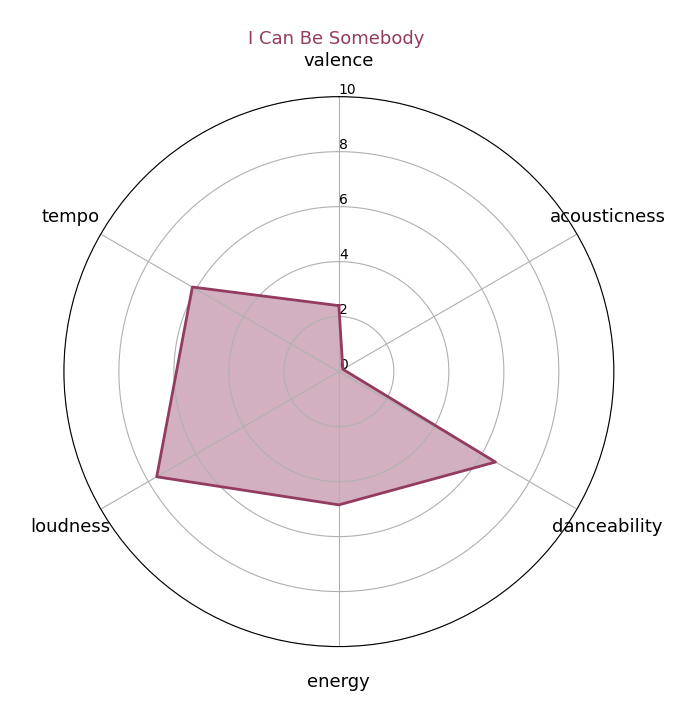 I Can Be Somebody
valence
10
8
tempo
acousticness
6
4
2
0
loudness
danceability
energy